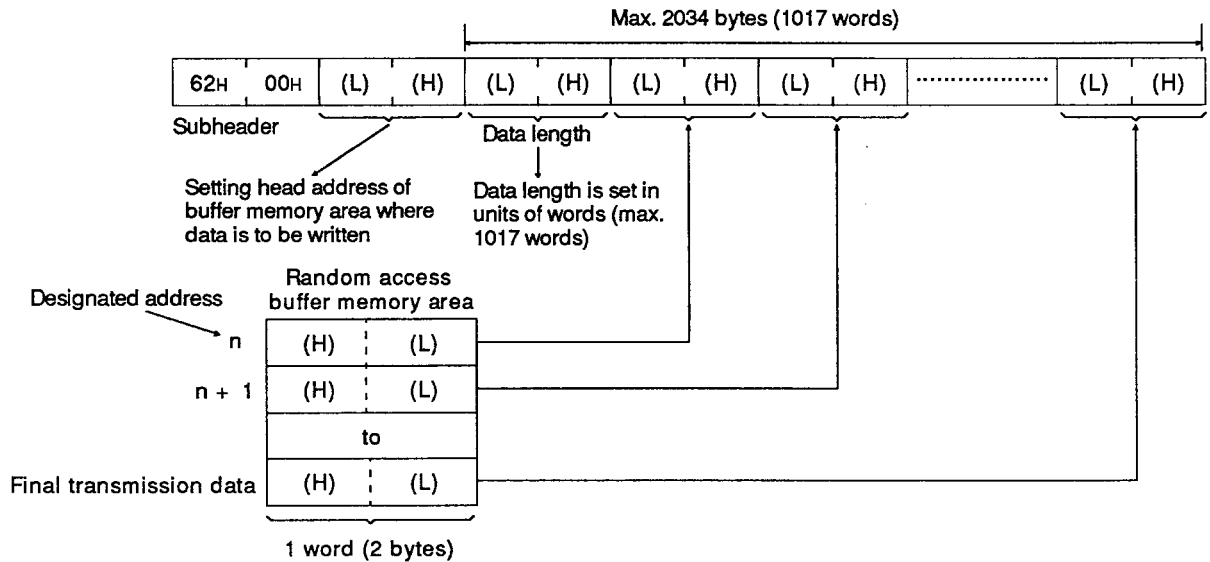 Max. 2034 bytes (1017 words)
62H 00H (L) (H) (L) (H) (L) (H) (L) (H) (L) (H)
Subheader
Data length
Setting head address of
buffer memory area where
data is to be written
Data length is set in
units of words (max.
1017 words)
Random access
buffer memory area
Designated address
n (H) (L)
n + 1 (H) (L)
to
Final transmission data (H) (L)
1 word (2 bytes)